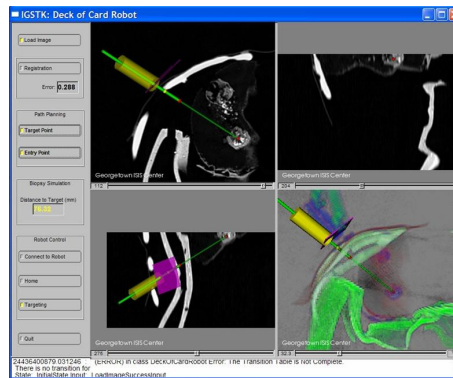 IGSTK: Deck of Card Robot
Load Image
Registration
Error: 0.288
Path Planning
Target Point
Entry Point
Biopsy Simulation
Distance to Target (mm)
Robot Control
Connect to Robot
Home
Targeting
Quit
Georgetown ISIS Center
112
Georgetown ISIS Center
204
Georgetown ISIS Center
275
Georgetown ISIS Center
32.3
24436400879.031246 : (ERROR) in class DeckOfCardRobot Error: The Transition Table is Not Complete.
There is no transition for
State: InitialState Input: LoadImageSuccessInput